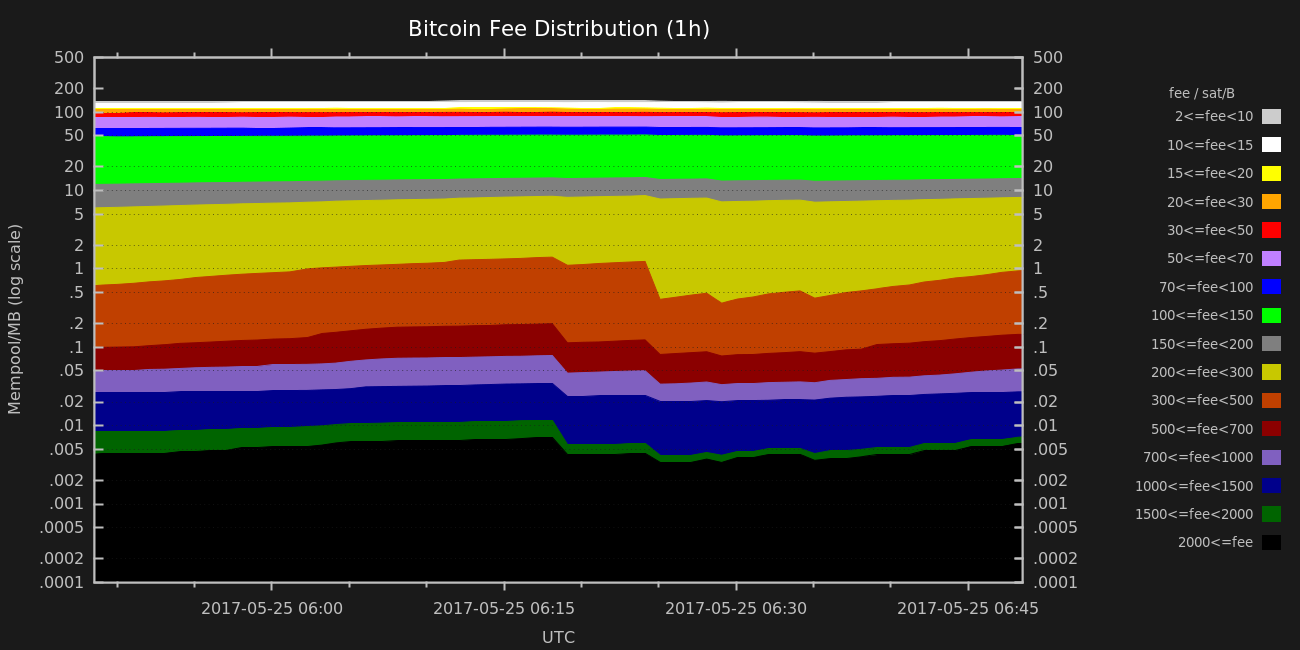 Bitcoin Fee Distribution (1h)
Mempool/MB (log scale)
500
200
100
50
20
10
5
2
1
.5
.2
.1
.05
.02
.01
.005
.002
.001
.0005
.0002
.0001
500
200
100
50
20
10
5
2
1
.5
.2
.1
.05
.02
.01
.005
.002
.001
.0005
.0002
.0001
2017-05-25 06:00 2017-05-25 06:15 2017-05-25 06:30 2017-05-25 06:45
UTC
fee / sat/B
2<=fee<10
10<=fee<15
15<=fee<20
20<=fee<30
30<=fee<50
50<=fee<70
70<=fee<100
100<=fee<150
150<=fee<200
200<=fee<300
300<=fee<500
500<=fee<700
700<=fee<1000
1000<=fee<1500
1500<=fee<2000
2000<=fee